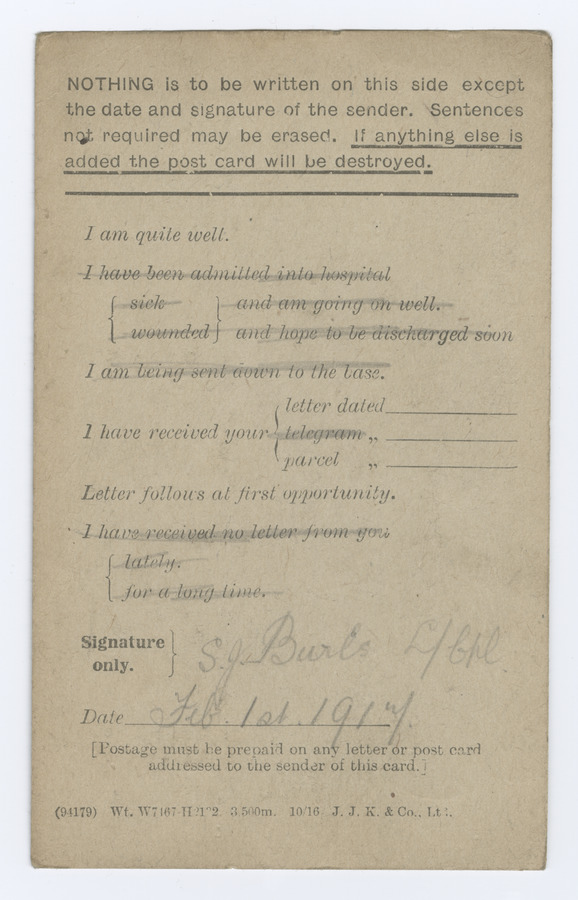 NOTHING is to be written on this side except
the date and signature of the sender. Sentences
not required may be erased. If anything else is
added the post card will be destroyed.
I am quite well.
I have been admitted into hospital
{ sick } and am going on well.
{ wounded } and hope to be discharged soon
I am being sent down to the base.
letter dated
I have received your { telegram „
parcel „
Letter follows at first opportunity.
I have received no letter from you
{ lately.
for a long time.
Signature only. } S.J. Burls L/Cpl
Date Feb. 1st. 1917.
[Postage must be prepaid on any letter or post card
addressed to the sender of this card.]
(94179) Wt. 3,500m. 10/16 J. J. K. & Co., Ltd.